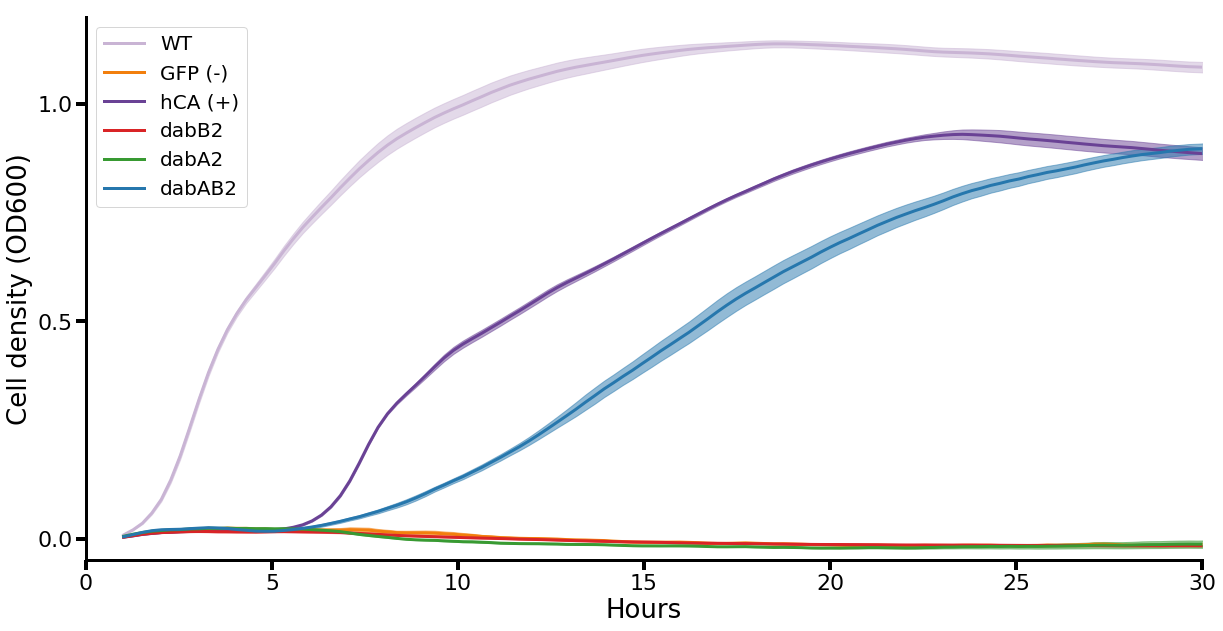 WT
GFP (-)
hCA (+)
dabB2
dabA2
dabAB2
Cell density (OD600)
1.0
0.5
0.0
0 5 10 15 20 25 30
Hours